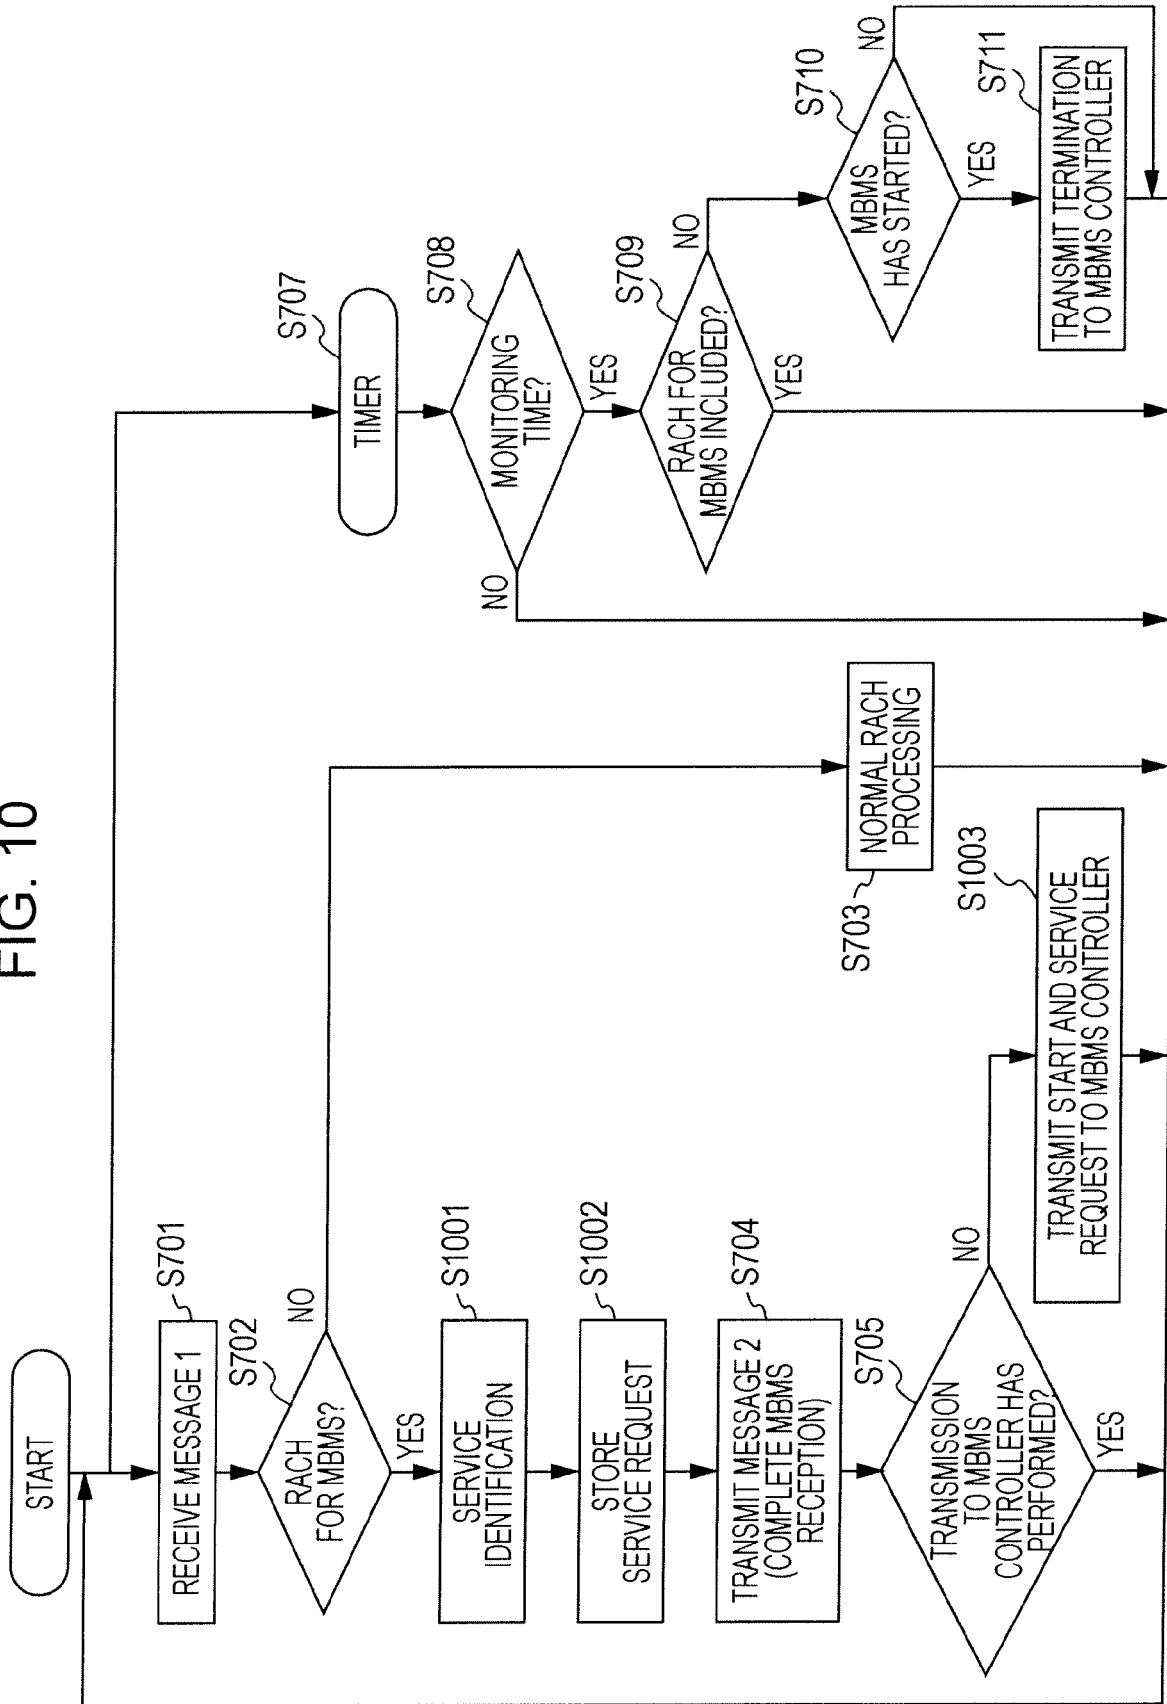 FIG. 10
START
RECEIVE MESSAGE 1
S701
RACH
FOR MBMS?
S702
NO
YES
SERVICE
IDENTIFICATION
S1001
STORE
SERVICE REQUEST
S1002
TRANSMIT MESSAGE 2
(COMPLETE MBMS
RECEPTION)
S704
TRANSMISSION
TO MBMS
CONTROLLER HAS
PERFORMED?
S705
NO
YES
TRANSMIT START AND SERVICE
REQUEST TO MBMS CONTROLLER
S1003
NORMAL RACH
PROCESSING
S703
TIMER
S707
MONITORING
TIME?
S708
NO
YES
RACH FOR
MBMS INCLUDED?
S709
NO
YES
MBMS
HAS STARTED?
S710
NO
YES
TRANSMIT TERMINATION
TO MBMS CONTROLLER
S711